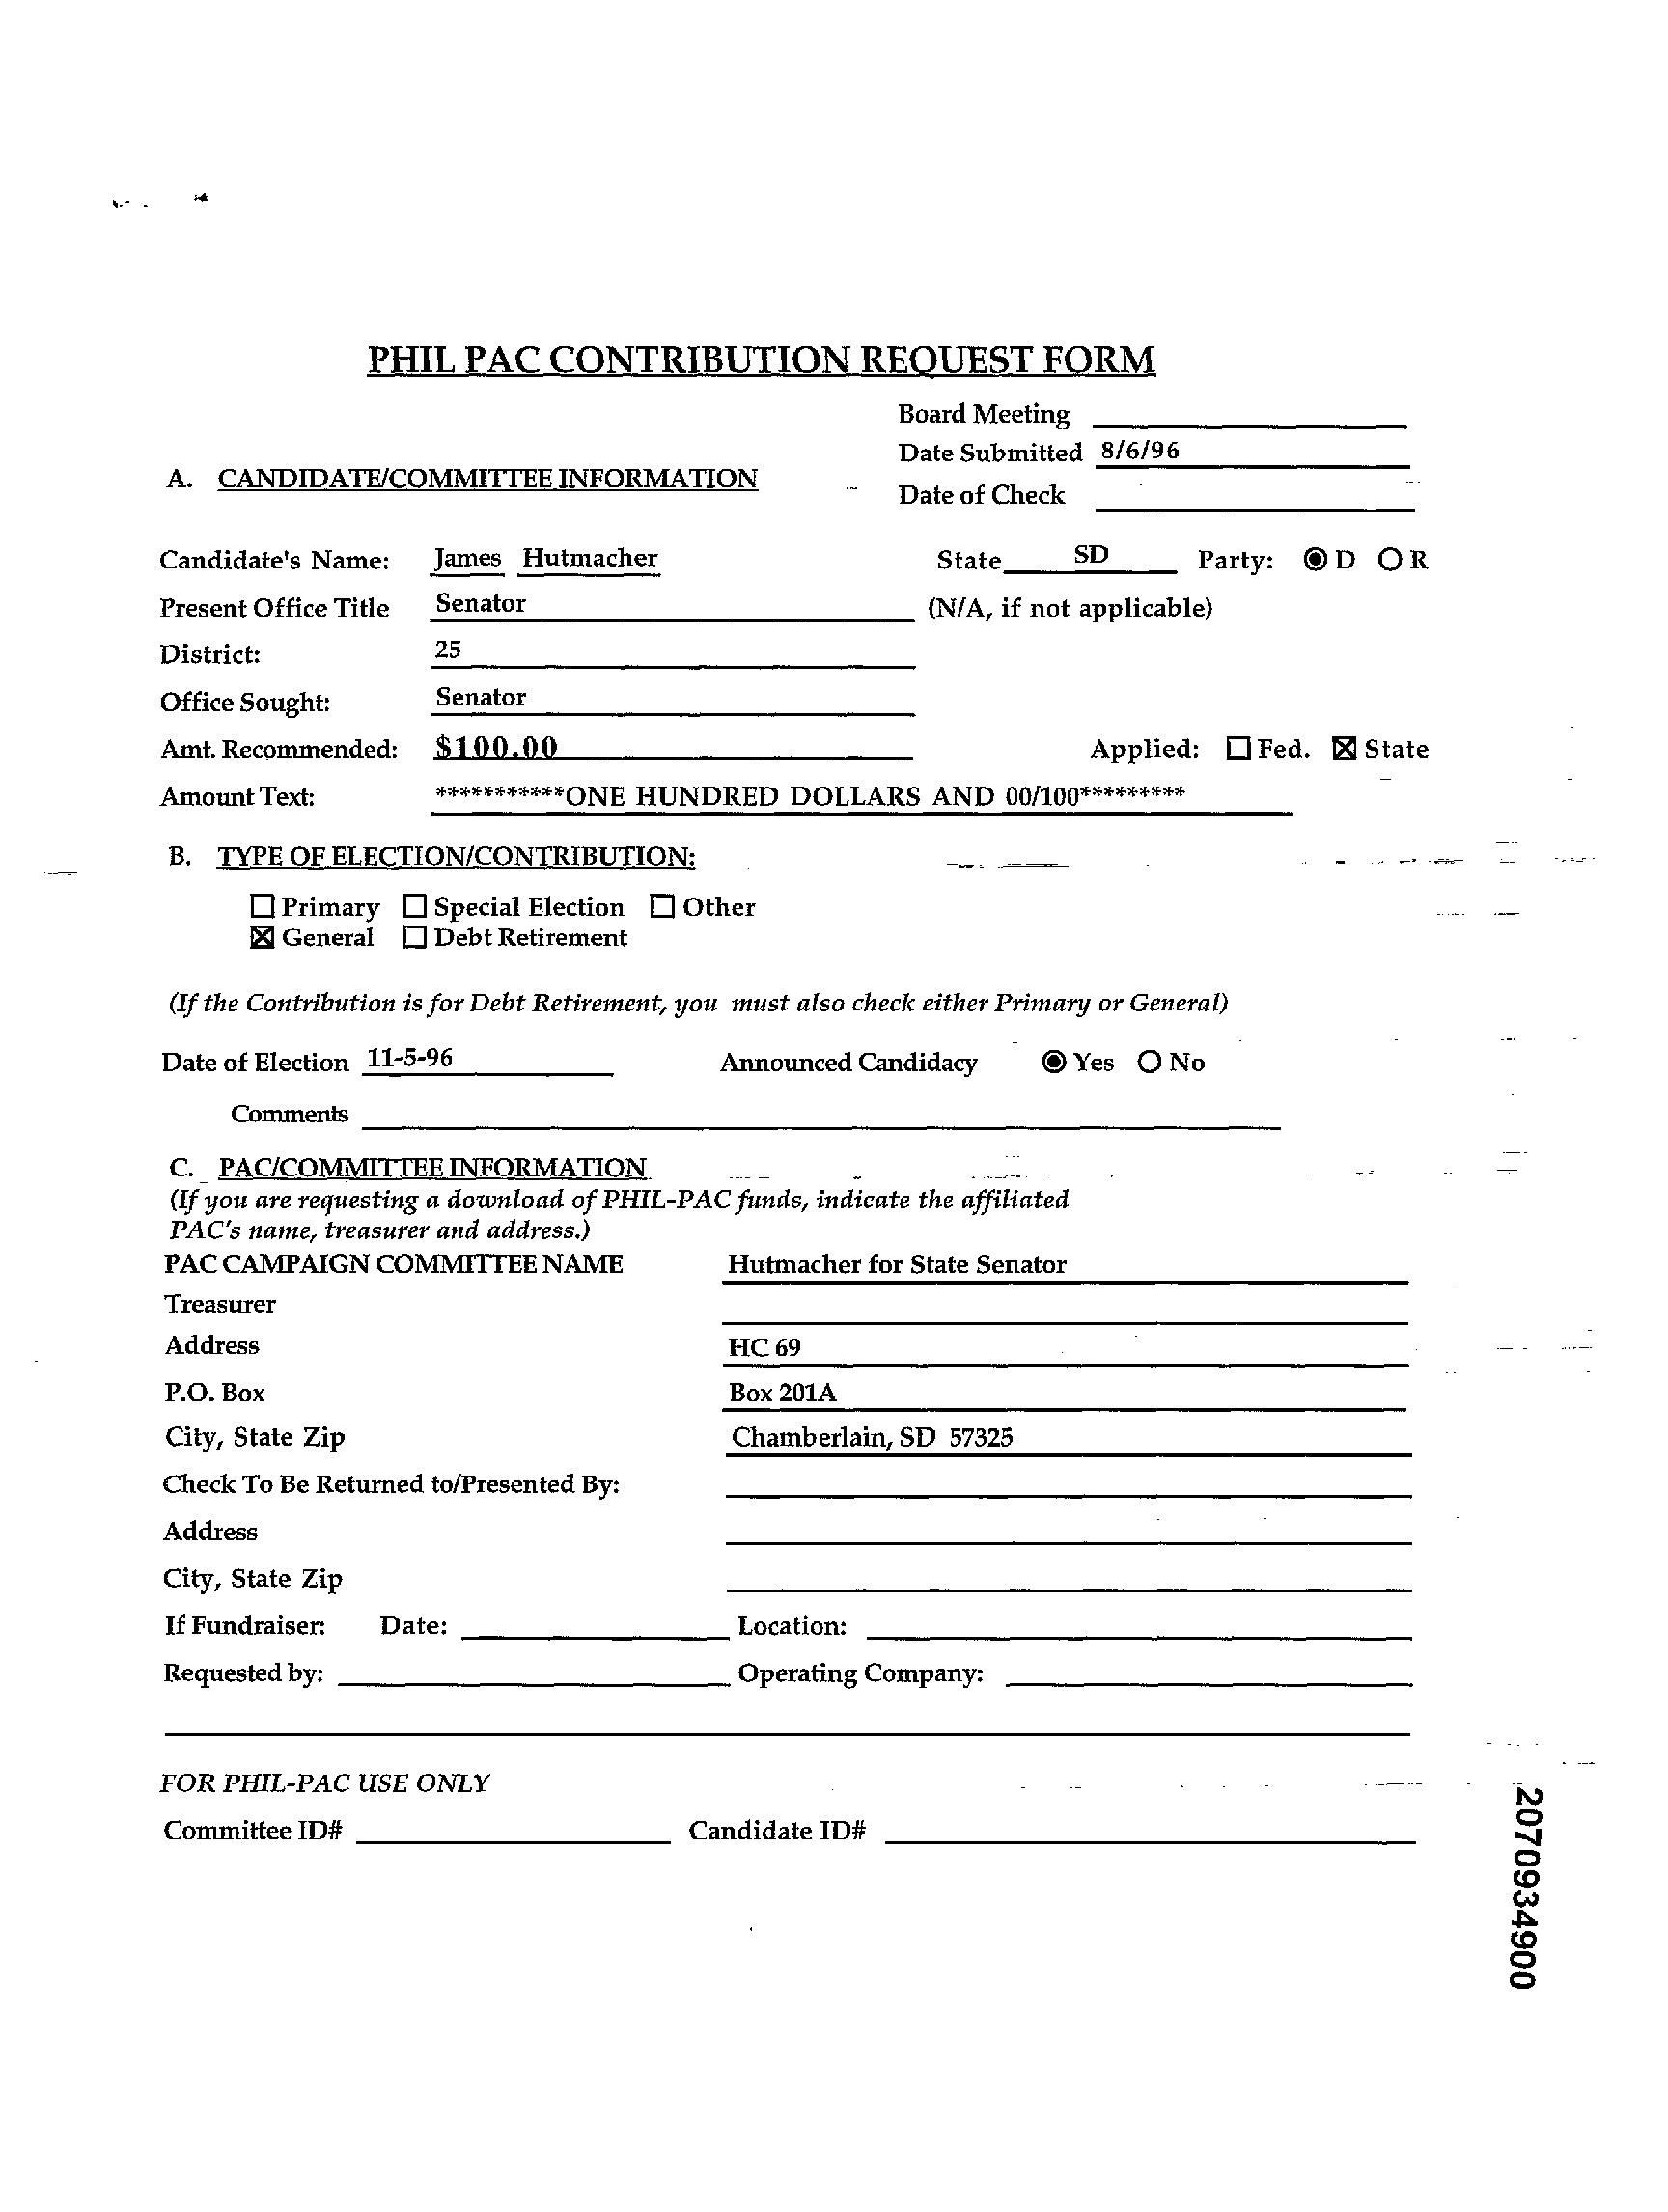 PHIL PAC CONTRIBUTION REQUEST FORM
Board Meeting
Date Submitted 8/6/96
A. CANDIDATE/COMMITTEE INFORMATION
Date of Check
Candidate's Name: James Hutmacher State SD Party: D R
Present Office Title Senator (N/A, if not applicable)
District: 25
Office Sought: Senator
Amt. Recommended: $100.00 Applied: Fed. State
Amount Text: ***********ONE HUNDRED DOLLARS AND 00/100*********
B. TYPE OF ELECTION/CONTRIBUTION:
Primary Special Election Other
General Debt Retirement
(If the Contribution is for Debt Retirement, you must also check either Primary or General)
Date of Election 11-5-96 Announced Candidacy Yes No
Comments
C. PAC/COMMITTEE INFORMATION
(If you are requesting a download of PHIL-PAC funds, indicate the affiliated
PAC's name, treasurer and address.)
PAC CAMPAIGN COMMITTEE NAME Hutmacher for State Senator
Treasurer
Address HC 69
P.O. Box Box 201A
City, State Zip Chamberlain, SD 57325
Check To Be Returned to/Presented By:
Address
City, State Zip
If Fundraiser: Date: Location:
Requested by: Operating Company:
FOR PHIL-PAC USE ONLY
Committee ID# Candidate ID#
2070934900